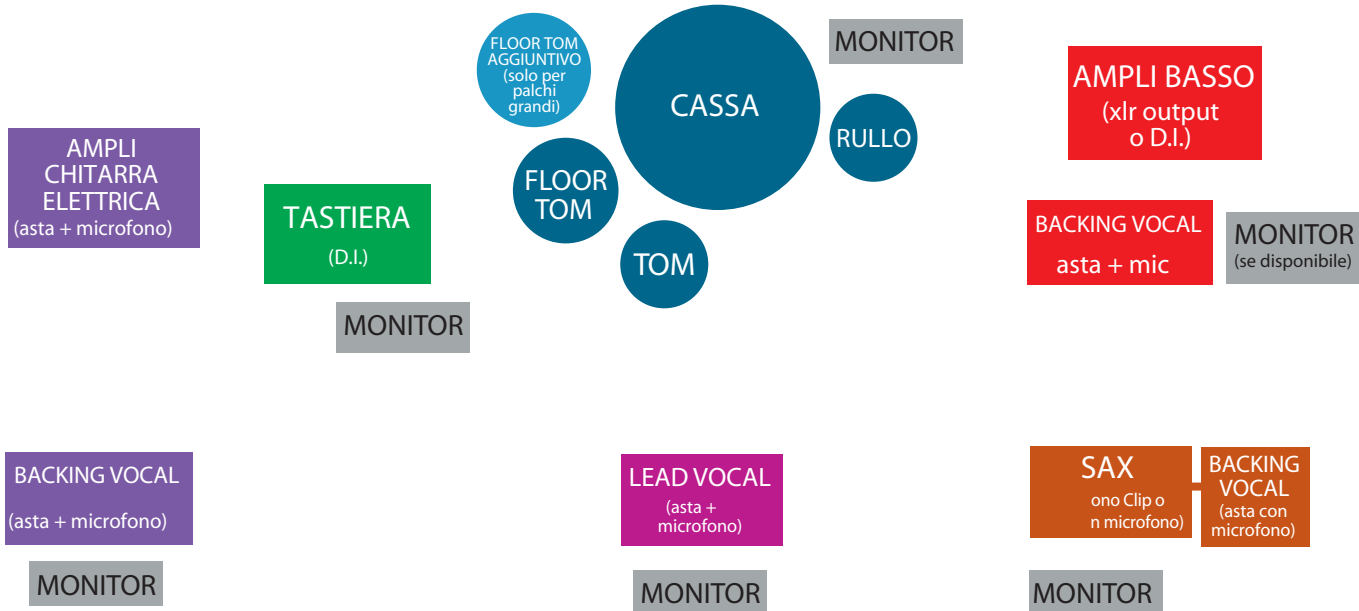 FLOOR TOM
AGGIUNTIVO
(solo per
palchi
grandi)
CASSA
MONITOR
RULLO
AMPLI BASSO
(xlr output
o D.I.)
AMPLI
CHITARRA
ELETTRICA
(asta + microfono)
TASTIERA
(D.I.)
FLOOR
TOM
TOM
BACKING VOCAL
asta + mic
MONITOR
(se disponibile)
MONITOR
BACKING VOCAL
(asta + microfono)
LEAD VOCAL
(asta +
microfono)
SAX
ono Clip o
n microfono)
BACKING
VOCAL
(asta con
microfono)
MONITOR
MONITOR
MONITOR